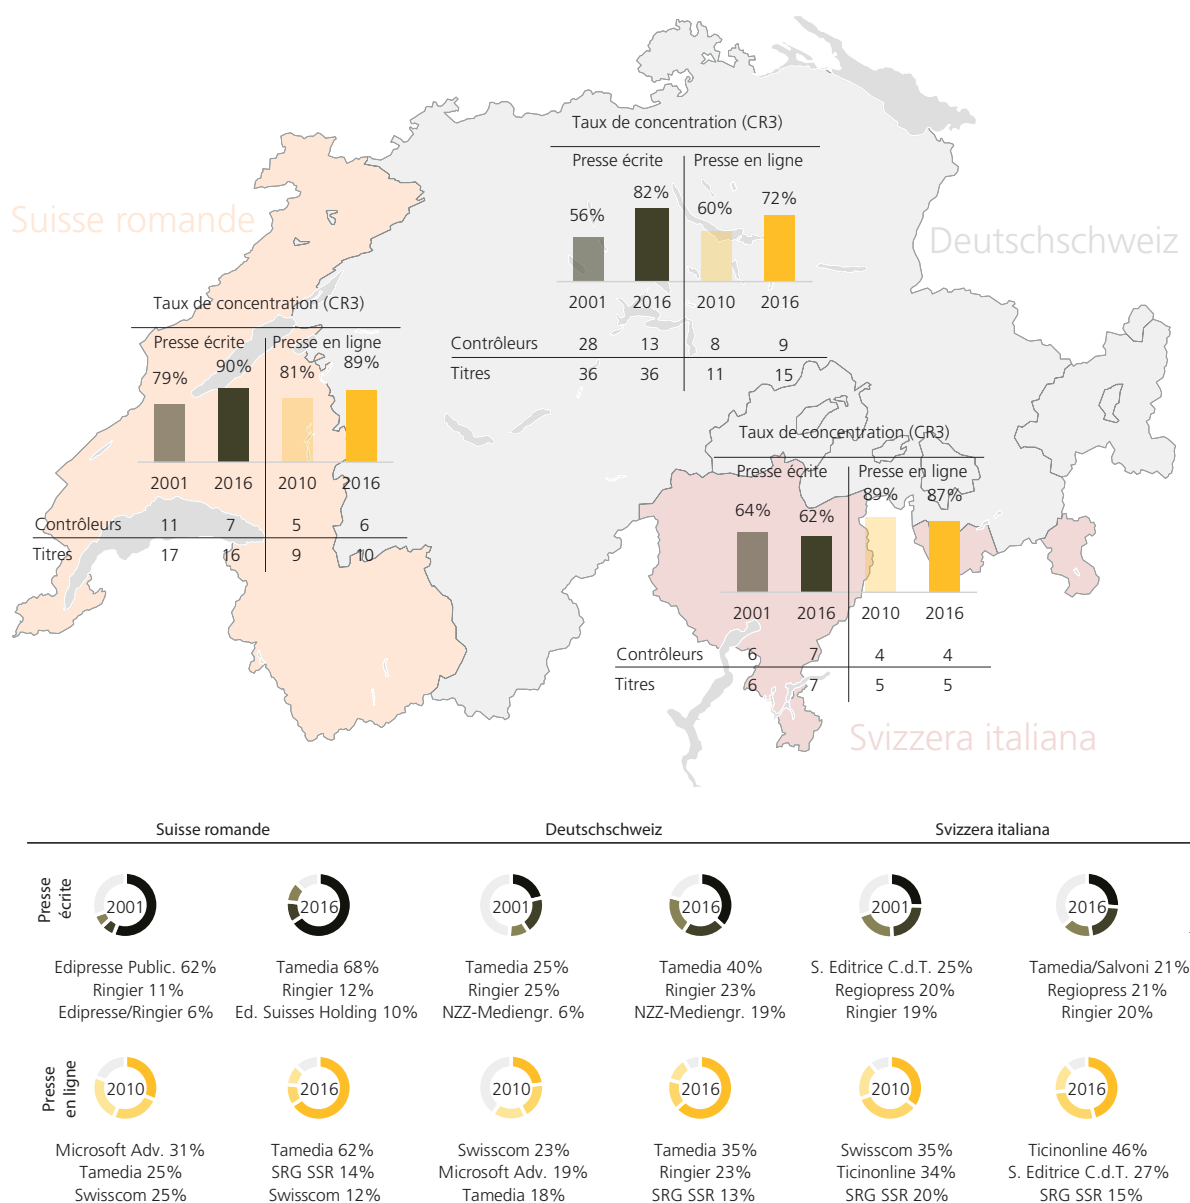 Taux de concentration (CR3)
Presse écrite Presse en ligne
56% 82% 60% 72%
2001 2016 2010 2016
Contrôleurs 28 13 8 9
Titres 36 36 11 15
Suisse romande
Deutschschweiz
Taux de concentration (CR3)
Presse écrite Presse en ligne
79% 90% 81% 89%
2001 2016 2010 2016
Contrôleurs 11 7 5 6
Titres 17 16 9 10
Taux de concentration (CR3)
Presse écrite Presse en ligne
64% 62% 89% 87%
2001 2016 2010 2016
Contrôleurs 6 7 4 4
Titres 6 7 5 5
Svizzera italiana
Suisse romande Deutschschweiz Svizzera italiana
Presse
écrite
2001 2016 2001 2016 2001 2016
Edipresse Public. 62% Tamedia 68% Tamedia 25% Tamedia 40% S. Editrice C.d.T. 25% Tamedia/Salvoni 21%
Ringier 11% Ringier 12% Ringier 25% Ringier 23% Regiopress 20% Regiopress 21%
Edipresse/Ringier 6% Ed. Suisses Holding 10% NZZ-Mediengr. 6% NZZ-Mediengr. 19% Ringier 19% Ringier 20%
Presse
en ligne
2010 2016 2010 2016 2010 2016
Microsoft Adv. 31% Tamedia 62% Swisscom 23% Tamedia 35% Swisscom 35% Ticinonline 46%
Tamedia 25% SRG SSR 14% Microsoft Adv. 19% Ringier 23% Ticinonline 34% S. Editrice C.d.T. 27%
Swisscom 25% Swisscom 12% Tamedia 18% SRG SSR 13% SRG SSR 20% SRG SSR 15%